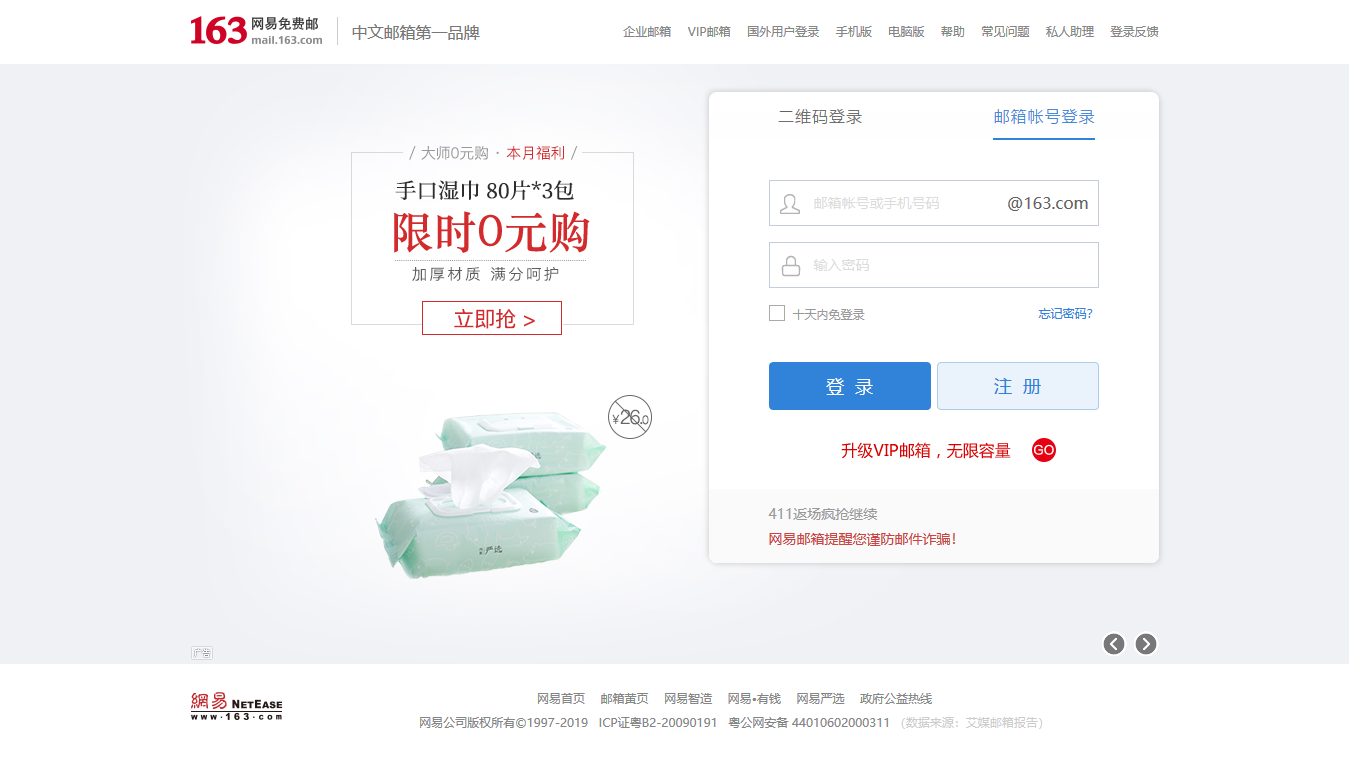 163 网易免费邮
mail.163.com
中文邮箱第一品牌
企业邮箱 VIP邮箱 国外用户登录 手机版 电脑版 帮助 常见问题 私人助理 登录反馈
/ 大师0元购 · 本月福利 /
手口湿巾 80片*3包
限时0元购
加厚材质 满分呵护
立即抢 >
¥26.0
严选
二维码登录 邮箱帐号登录
邮箱帐号或手机号码 @163.com
输入密码
十天内免登录 忘记密码?
登 录 注 册
升级VIP邮箱，无限容量 GO
411返场疯抢继续
网易邮箱提醒您谨防邮件诈骗！
广告
網易 NETEASE
www.163.com
网易首页 邮箱黄页 网易智造 网易•有钱 网易严选 政府公益热线
网易公司版权所有©1997-2019 ICP证粤B2-20090191 粤公网安备 44010602000311 （数据来源：艾媒邮箱报告）